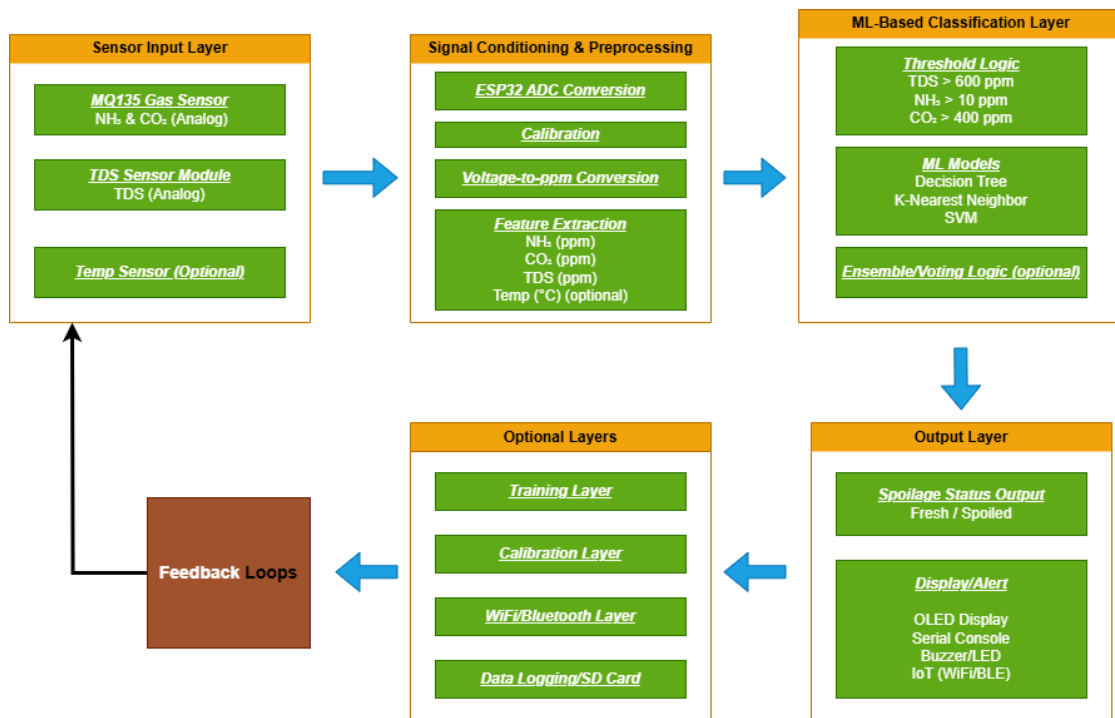 Sensor Input Layer
MQ135 Gas Sensor
NH₃ & CO₂ (Analog)
TDS Sensor Module
TDS (Analog)
Temp Sensor (Optional)
Signal Conditioning & Preprocessing
ESP32 ADC Conversion
Calibration
Voltage-to-ppm Conversion
Feature Extraction
NH₃ (ppm)
CO₂ (ppm)
TDS (ppm)
Temp (°C) (optional)
ML-Based Classification Layer
Threshold Logic
TDS > 600 ppm
NH₃ > 10 ppm
CO₂ > 400 ppm
ML Models
Decision Tree
K-Nearest Neighbor
SVM
Ensemble/Voting Logic (optional)
Output Layer
Spoilage Status Output
Fresh / Spoiled
Display/Alert
OLED Display
Serial Console
Buzzer/LED
IoT (WiFi/BLE)
Optional Layers
Training Layer
Calibration Layer
WiFi/Bluetooth Layer
Data Logging/SD Card
Feedback Loops